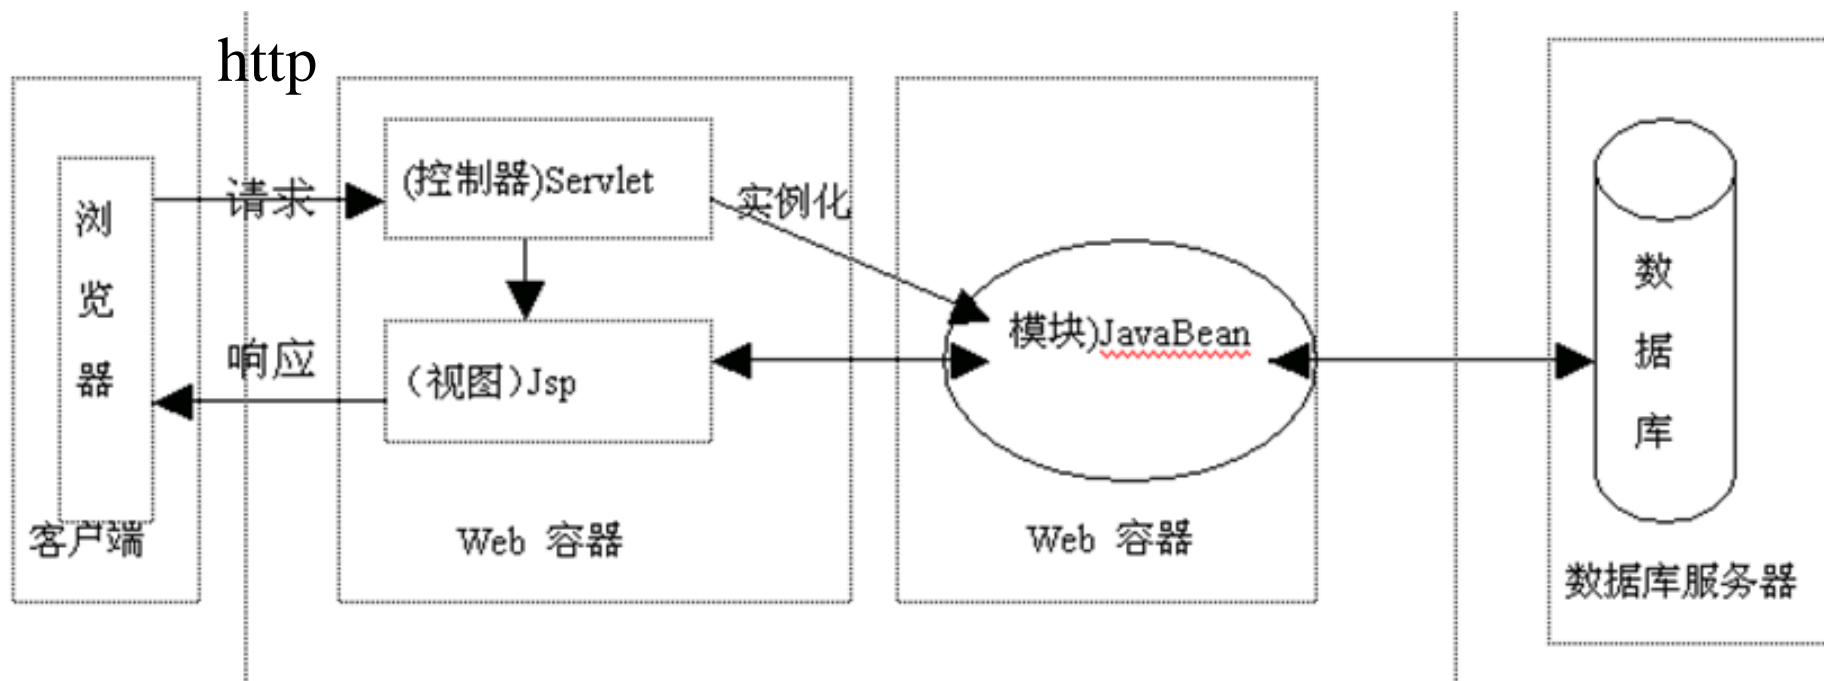 http
浏
览
器
客户端
请求
响应
(控制器)Servlet
(视图)Jsp
Web 容器
实例化
模块)JavaBean
Web 容器
数
据
库
数据库服务器